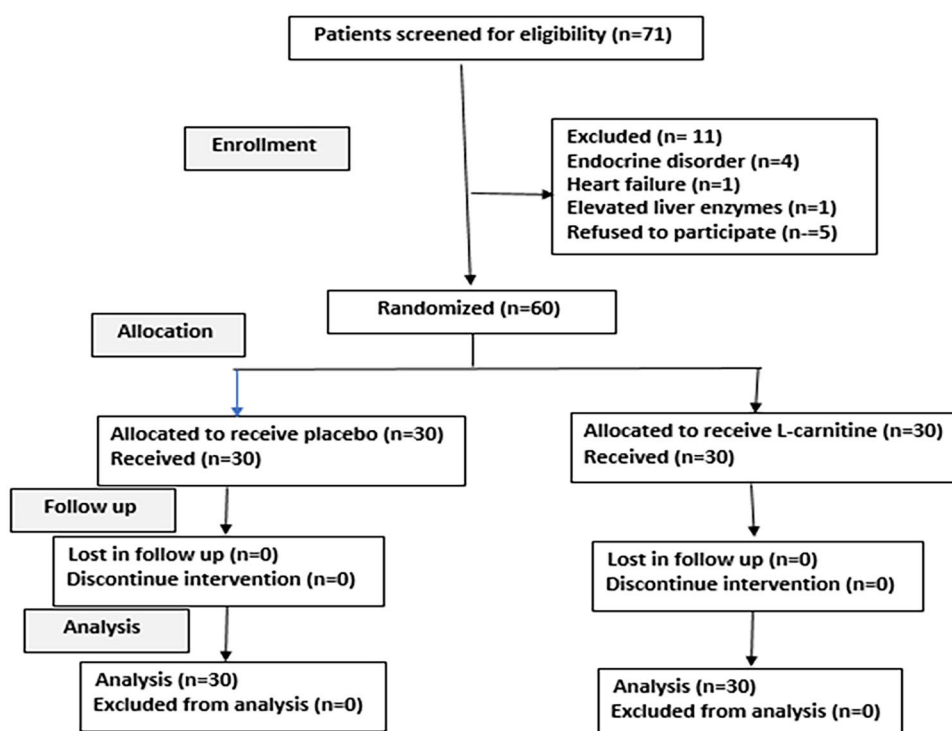 Patients screened for eligibility (n=71)
Enrollment
Excluded (n= 11)
Endocrine disorder (n=4)
Heart failure (n=1)
Elevated liver enzymes (n=1)
Refused to participate (n-=5)
Randomized (n=60)
Allocation
Allocated to receive placebo (n=30)
Received (n=30)
Allocated to receive L-carnitine (n=30)
Received (n=30)
Follow up
Lost in follow up (n=0)
Discontinue intervention (n=0)
Lost in follow up (n=0)
Discontinue intervention (n=0)
Analysis
Analysis (n=30)
Excluded from analysis (n=0)
Analysis (n=30)
Excluded from analysis (n=0)